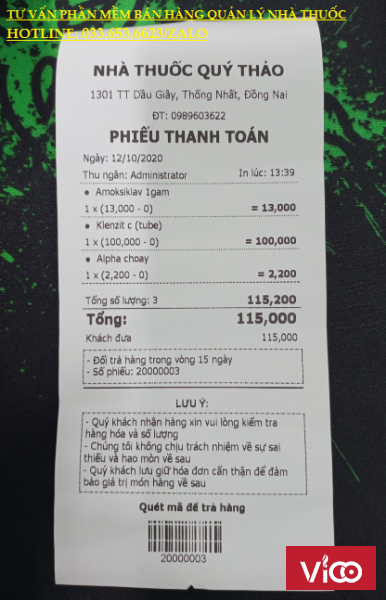 TƯ VẤN PHẦN MỀM BÁN HÀNG QUẢN LÝ NHÀ THUỐC
HOTLINE: 033.653.6623/ZALO
NHÀ THUỐC QUÝ THẢO
1301 TT Dầu Giây, Thống Nhất, Đồng Nai
ĐT: 0989603622
PHIẾU THANH TOÁN
Ngày: 12/10/2020
Thu ngân: Administrator In lúc: 13:39
● Amoksiklav 1gam
1 x (13,000 - 0) = 13,000
● Klenzit c (tube)
1 x (100,000 - 0) = 100,000
● Alpha choay
1 x (2,200 - 0) = 2,200
Tổng số lượng: 3 115,200
Tổng: 115,000
Khách đưa 115,000
- Đổi trả hàng trong vòng 15 ngày
- Số phiếu: 20000003
LƯU Ý:
- Quý khách nhận hàng xin vui lòng kiểm tra
hàng hóa và số lượng
- Chúng tôi không chịu trách nhiệm về sự sai
thiếu và hao mòn về sau
- Quý khách lưu giữ hóa đơn cẩn thận để đảm
bảo giá trị món hàng về sau
Quét mã để trả hàng
20000003
Vico